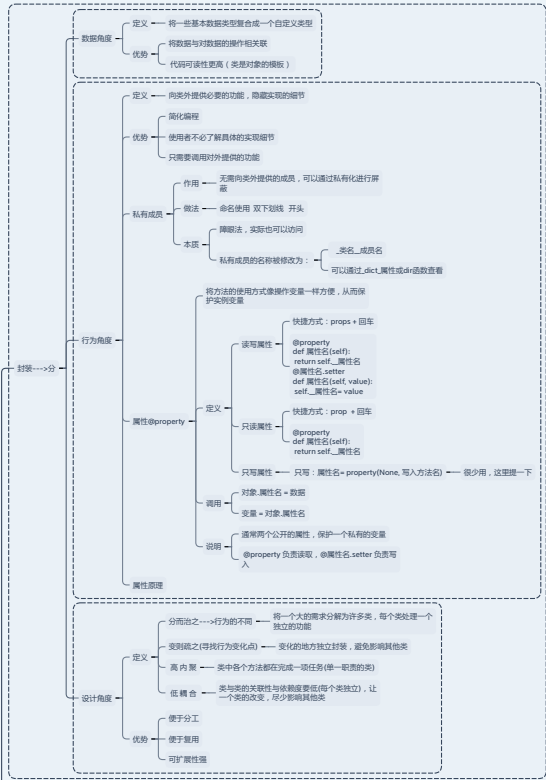 封装--->分
数据角度
定义
将一些基本数据类型复合成一个自定义类型
优势
将数据与对数据的操作相关联
代码可读性更高（类是对象的模板）
行为角度
定义
向类外提供必要的功能，隐藏实现的细节
优势
简化编程
使用者不必了解具体的实现细节
只需要调用对外提供的功能
私有成员
作用
无需向类外提供的成员，可以通过私有化进行屏
蔽
做法
命名使用 双下划线 开头
本质
障眼法，实际也可以访问
私有成员的名称被修改为：
_类名__成员名
可以通过_dict_属性或dir函数查看
属性@property
将方法的使用方式像操作变量一样方便，从而保
护实例变量
定义
读写属性
快捷方式：props + 回车
@property
def 属性名(self):
return self.__属性名
@属性名.setter
def 属性名(self, value):
self.__属性名= value
只读属性
快捷方式：prop + 回车
@property
def 属性名(self):
return self.__属性名
只写属性
只写：属性名= property(None, 写入方法名)
很少用，这里提一下
调用
对象.属性名 = 数据
变量 = 对象.属性名
说明
通常两个公开的属性，保护一个私有的变量
@property 负责读取，@属性名.setter 负责写
入
属性原理
设计角度
定义
分而治之--->行为的不同
将一个大的需求分解为许多类，每个类处理一个
独立的功能
变则疏之(寻找行为变化点)
变化的地方独立封装，避免影响其他类
高 内 聚
类中各个方法都在完成一项任务(单一职责的类)
低 耦 合
类与类的关联性与依赖度要低(每个类独立)，让
一个类的改变，尽少影响其他类
优势
便于分工
便于复用
可扩展性强